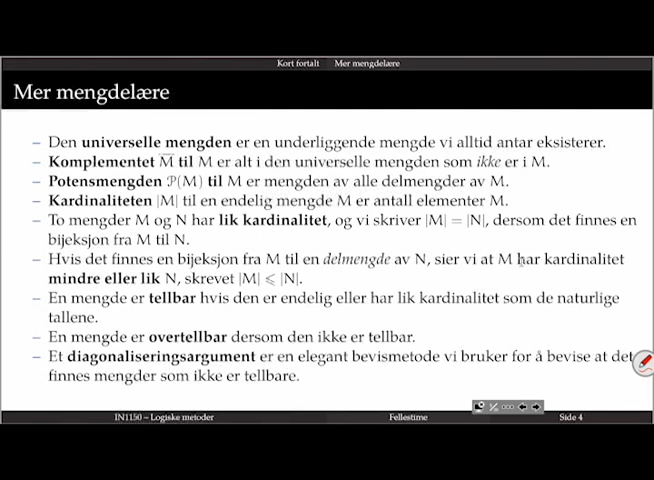 Kort fortalt Mer mengdelære
Mer mengdelære
– Den universelle mengden er en underliggende mengde vi alltid antar eksisterer.
– Komplementet M̅ til M er alt i den universelle mengden som ikke er i M.
– Potensmengden 𝒫(M) til M er mengden av alle delmengder av M.
– Kardinaliteten |M| til en endelig mengde M er antall elementer M.
– To mengder M og N har lik kardinalitet, og vi skriver |M| = |N|, dersom det finnes en
bijeksjon fra M til N.
– Hvis det finnes en bijeksjon fra M til en delmengde av N, sier vi at M har kardinalitet
mindre eller lik N, skrevet |M| ⩽ |N|.
– En mengde er tellbar hvis den er endelig eller har lik kardinalitet som de naturlige
tallene.
– En mengde er overtellbar dersom den ikke er tellbar.
– Et diagonaliseringsargument er en elegant bevismetode vi bruker for å bevise at det
finnes mengder som ikke er tellbare.
IN1150 – Logiske metoder Fellestime Side 4